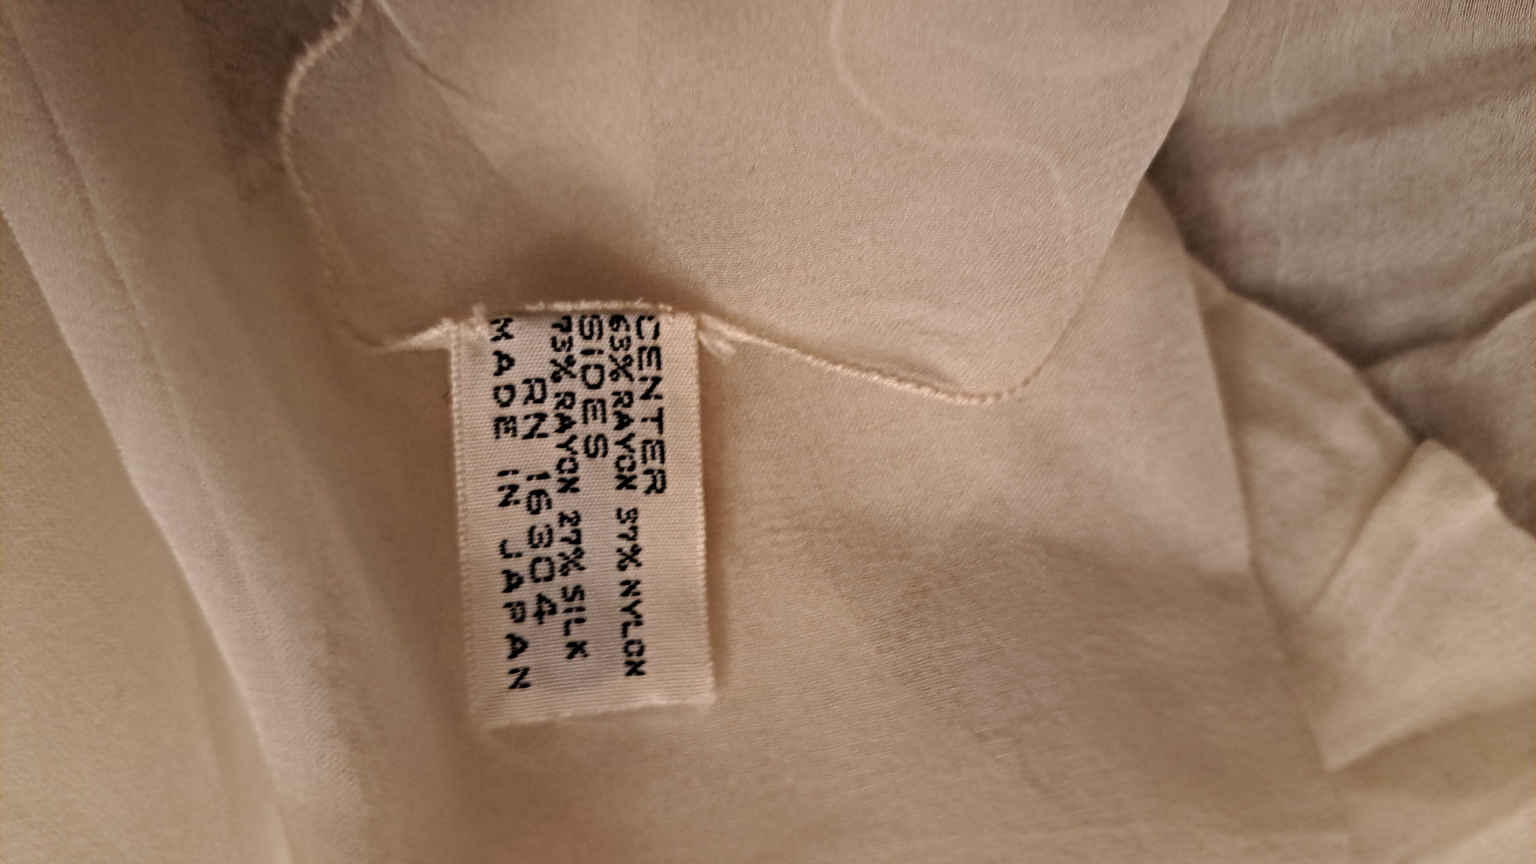 CENTER
63% RAYON 37% NYLON
SIDES
73% RAYON 27% SILK
RN 16304
MADE IN JAPAN